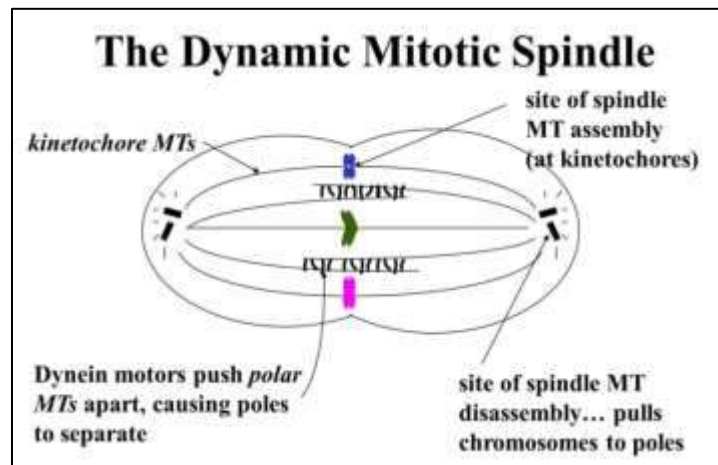 The Dynamic Mitotic Spindle
site of spindle
MT assembly
(at kinetochores)
kinetochore MTs
Dynein motors push polar
MTs apart, causing poles
to separate
site of spindle MT
disassembly... pulls
chromosomes to poles